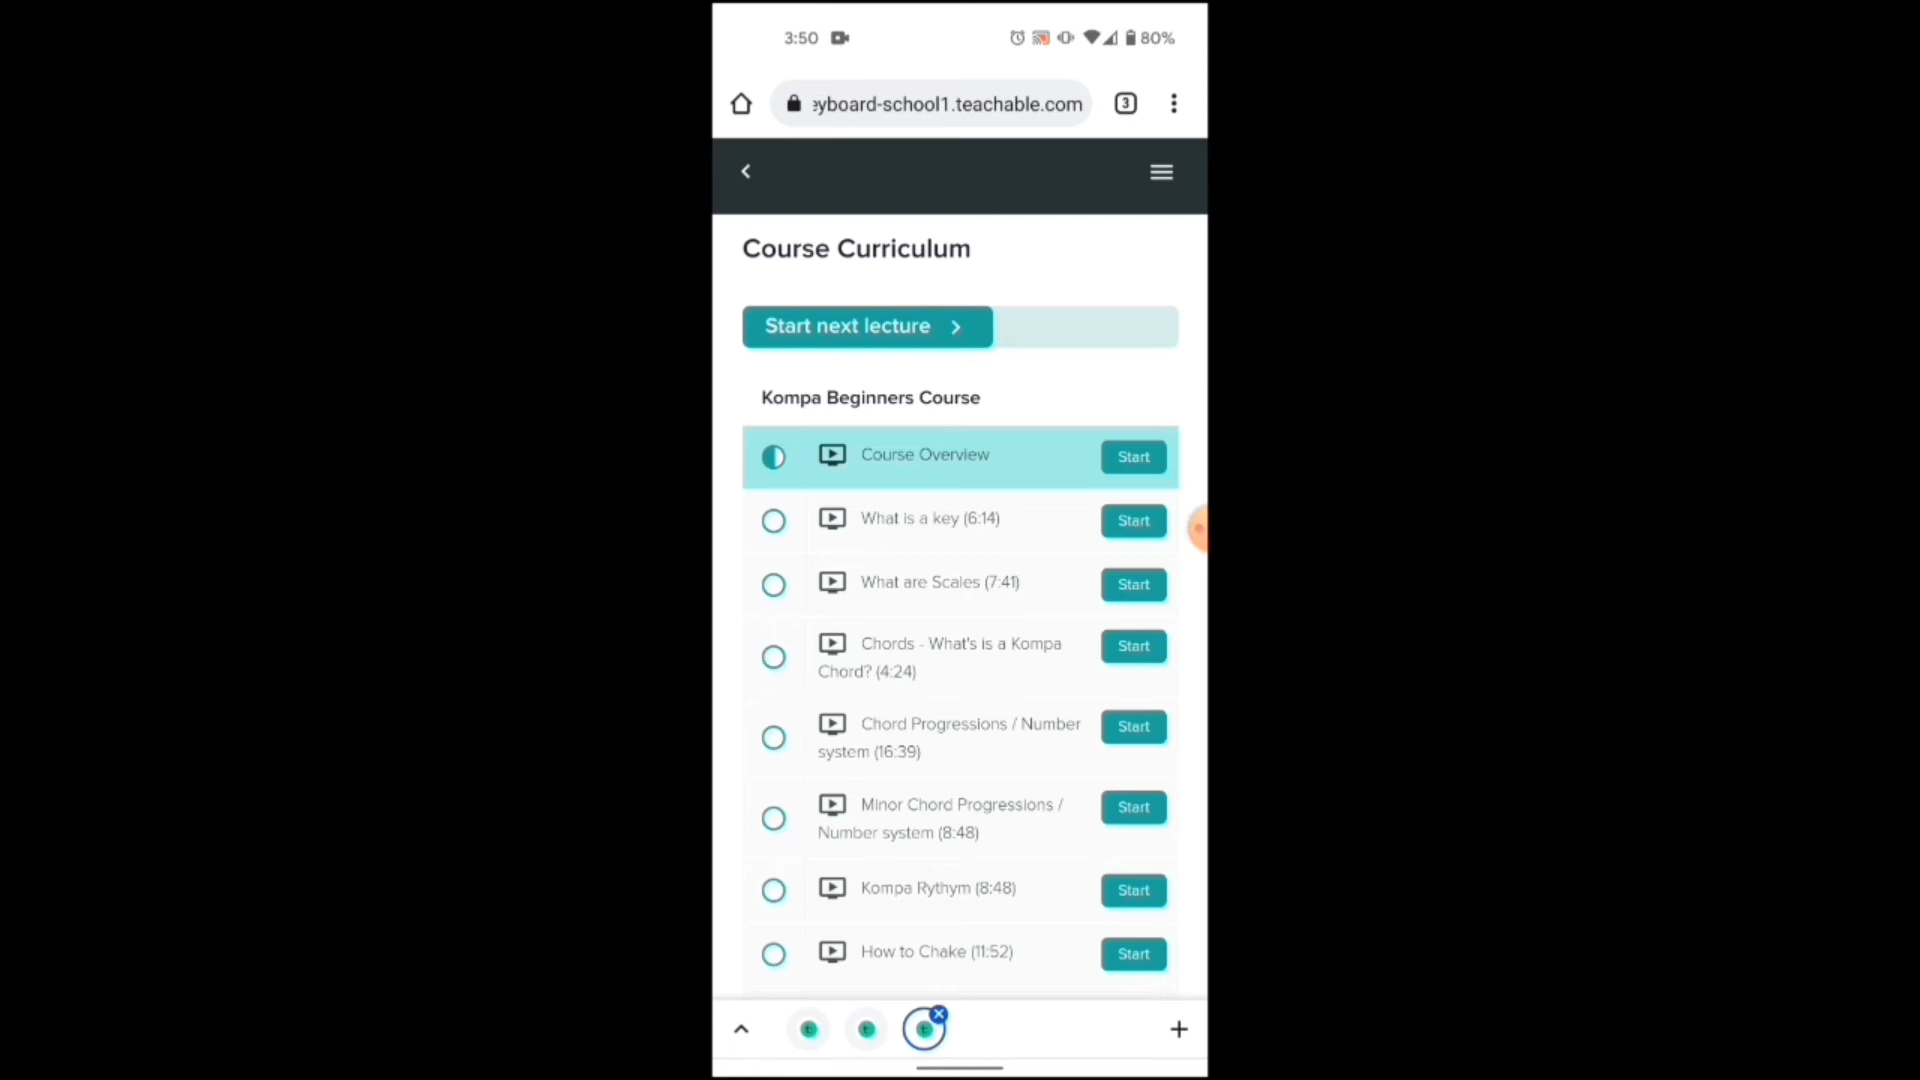 3:50
80%
eyboard-school1.teachable.com
3
Course Curriculum
Start next lecture
Kompa Beginners Course
Course Overview
Start
What is a key (6:14)
Start
What are Scales (7:41)
Start
Chords - What's is a Kompa
Chord? (4:24)
Start
Chord Progressions / Number
system (16:39)
Start
Minor Chord Progressions /
Number system (8:48)
Start
Kompa Rythym (8:48)
Start
How to Chake (11:52)
Start
t
t
t